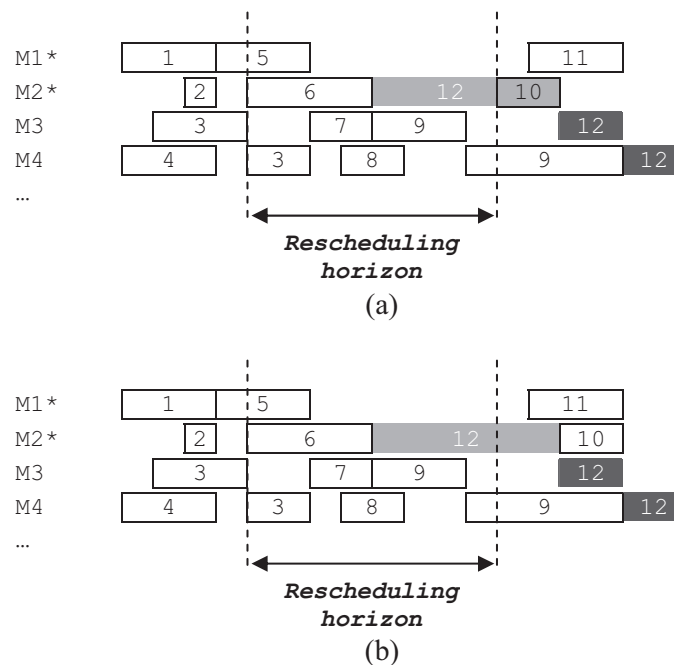 M1* 1 5 11
M2* 2 6 12 10
M3 3 7 9 12
M4 4 3 8 9 12
...
Rescheduling
horizon
(a)
M1* 1 5 11
M2* 2 6 12 10
M3 3 7 9 12
M4 4 3 8 9 12
...
Rescheduling
horizon
(b)